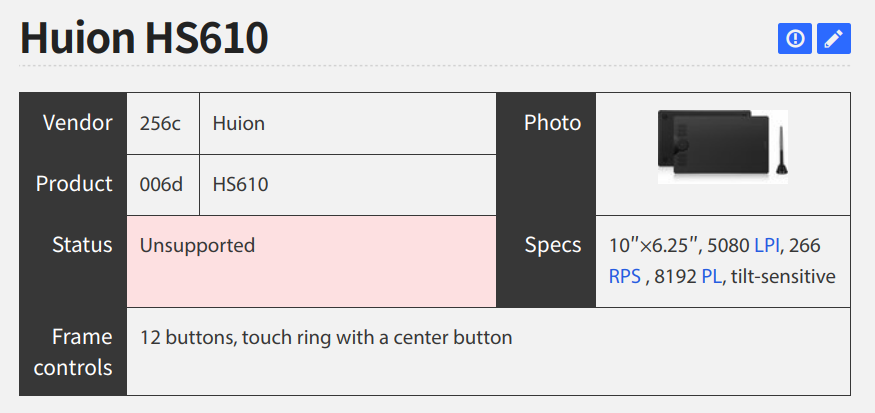 Huion HS610
Vendor 256c Huion
Photo
Product 006d HS610
Status Unsupported
Specs 10″×6.25″, 5080 LPI, 266
RPS , 8192 PL, tilt-sensitive
Frame
controls
12 buttons, touch ring with a center button